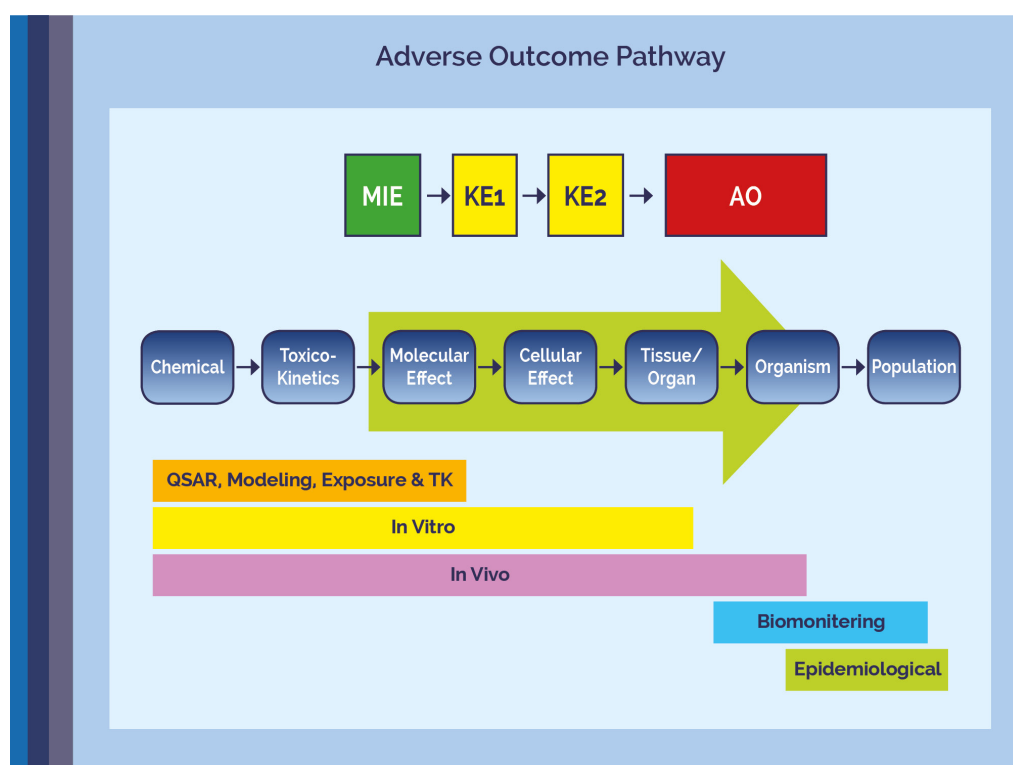 Adverse Outcome Pathway
MIE
KE1
KE2
AO
Chemical
Toxico-
Kinetics
Molecular
Effect
Cellular
Effect
Tissue/
Organ
Organism
Population
QSAR, Modeling, Exposure & TK
In Vitro
In Vivo
Biomonitering
Epidemiological